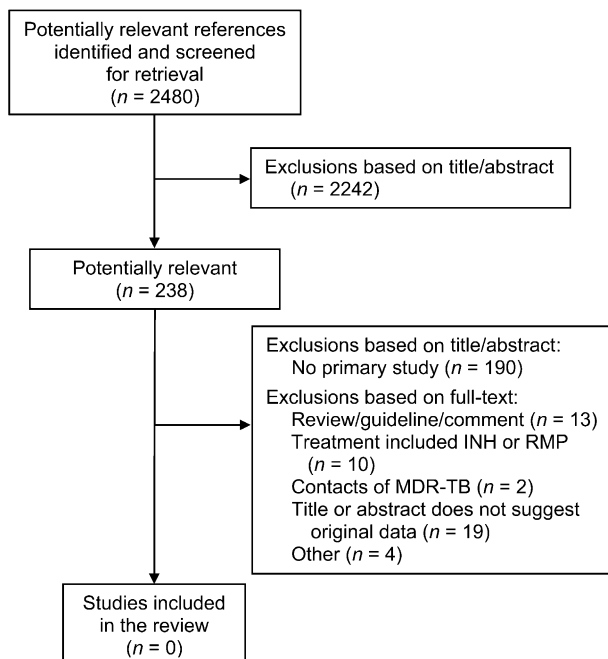 Potentially relevant references
identified and screened
for retrieval
(n = 2480)
Exclusions based on title/abstract
(n = 2242)
Potentially relevant
(n = 238)
Exclusions based on title/abstract:
No primary study (n = 190)
Exclusions based on full-text:
Review/guideline/comment (n = 13)
Treatment included INH or RMP
(n = 10)
Contacts of MDR-TB (n = 2)
Title or abstract does not suggest
original data (n = 19)
Other (n = 4)
Studies included
in the review
(n = 0)